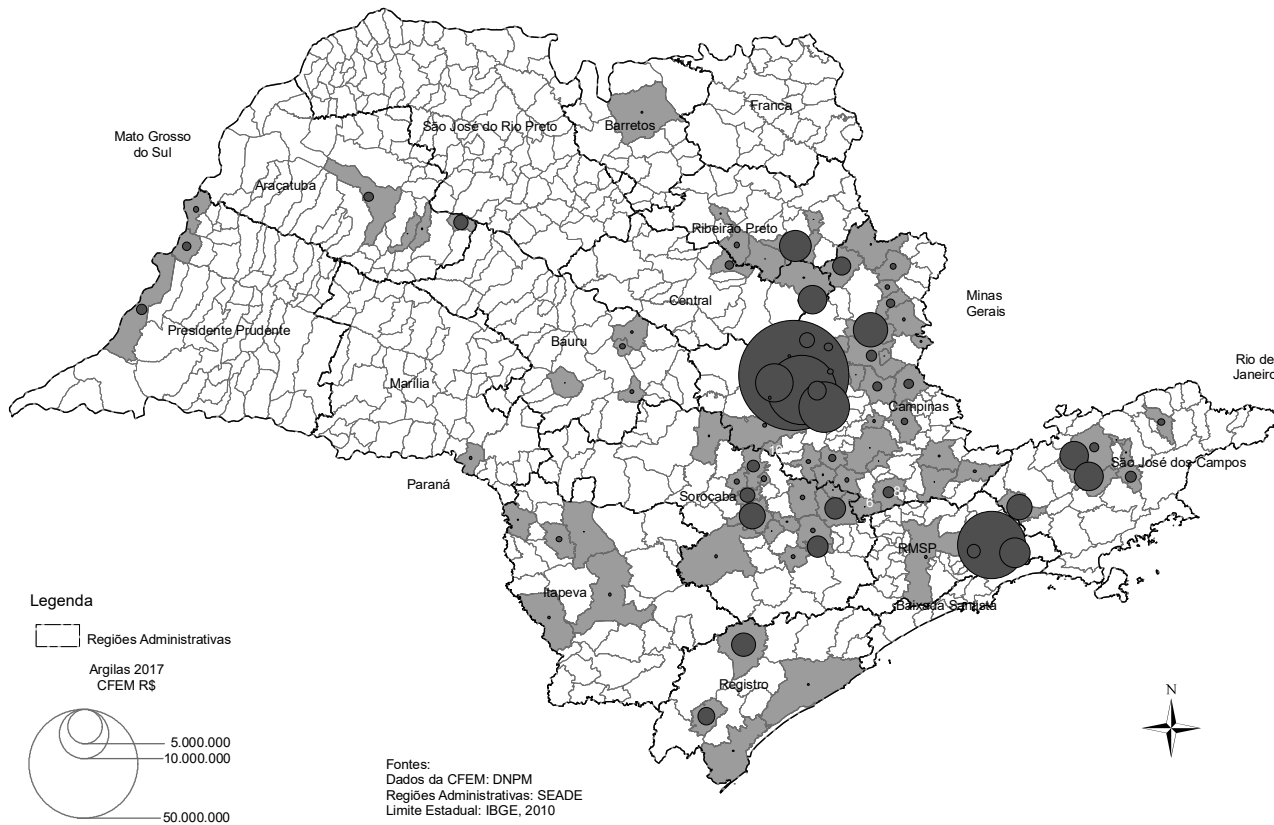 Franca
São José do Rio Preto
Barretos
Mato Grosso
do Sul
Araçatuba
Ribeirão Preto
Central
Minas
Gerais
Presidente Prudente
Bauru
Marília
Rio de
Janeiro
Campinas
São José dos Campos
Paraná
Sorocaba
RMSP
Itapeva
Baixada Santista
Registro
Legenda
Regiões Administrativas
Argilas 2017
CFEM R$
5.000.000
10.000.000
50.000.000
Fontes:
Dados da CFEM: DNPM
Regiões Administrativas: SEADE
Limite Estadual: IBGE, 2010
N